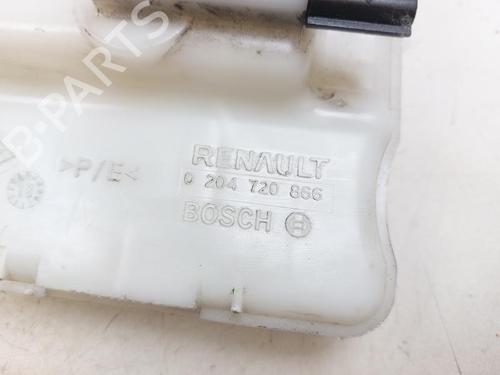 B-PARTS
RENAULT
>P/E<
0 204 720 866
BOSCH